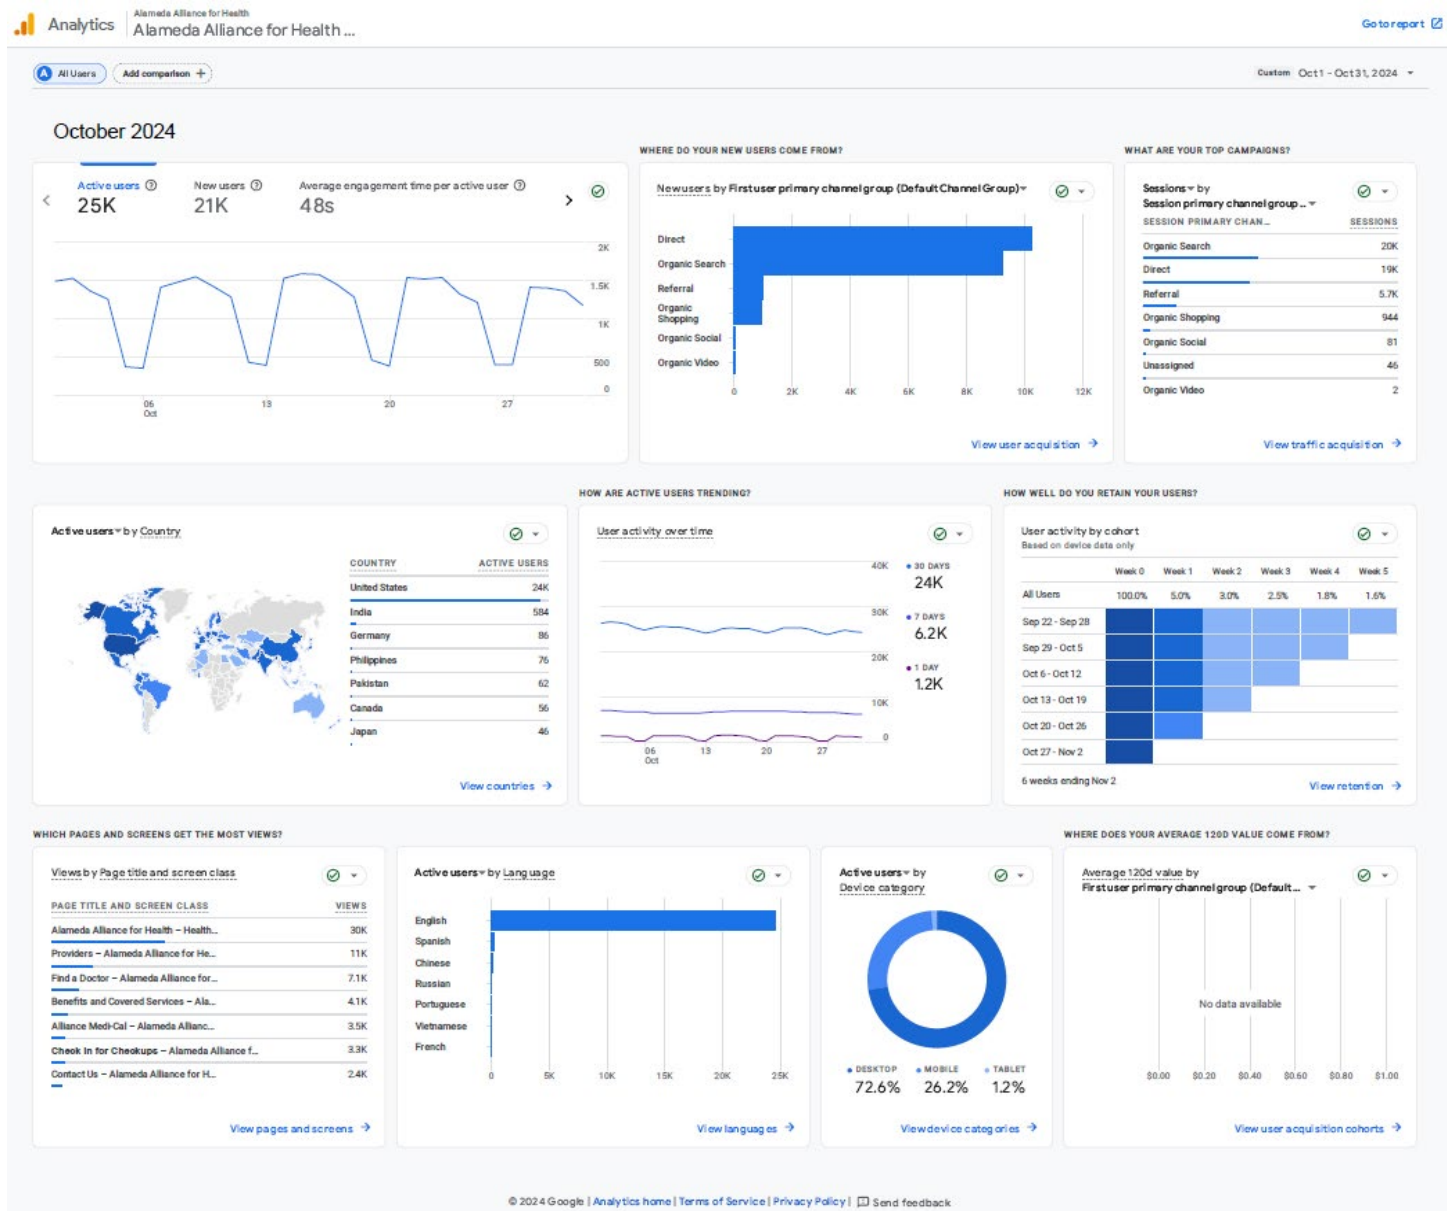 Analytics
Alameda Alliance for Health
Alameda Alliance for Health ...
Go to report
A All Users
Add comparison +
Custom Oct 1 - Oct 31, 2024
October 2024
Active users
25K
New users
21K
Average engagement time per active user
48s
2K
1.5K
1K
500
0
06
Oct
13
20
27
WHERE DO YOUR NEW USERS COME FROM?
New users by First user primary channel group (Default Channel Group)
Direct
Organic Search
Referral
Organic
Shopping
Organic Social
Organic Video
0 2K 4K 6K 8K 10K 12K
View user acquisition
WHAT ARE YOUR TOP CAMPAIGNS?
Sessions by
Session primary channel group ...
SESSION PRIMARY CHAN... SESSIONS
Organic Search 20K
Direct 19K
Referral 5.7K
Organic Shopping 944
Organic Social 81
Unassigned 46
Organic Video 2
View traffic acquisition
Active users by Country
COUNTRY ACTIVE USERS
United States 24K
India 584
Germany 86
Philippines 76
Pakistan 62
Canada 56
Japan 46
View countries
HOW ARE ACTIVE USERS TRENDING?
User activity over time
40K
30K
20K
10K
0
06
Oct
13
20
27
30 DAYS
24K
7 DAYS
6.2K
1 DAY
1.2K
HOW WELL DO YOU RETAIN YOUR USERS?
User activity by cohort
Based on device data only
Week 0 Week 1 Week 2 Week 3 Week 4 Week 5
All Users 100.0% 5.0% 3.0% 2.5% 1.8% 1.6%
Sep 22 - Sep 28
Sep 29 - Oct 5
Oct 6 - Oct 12
Oct 13 - Oct 19
Oct 20 - Oct 26
Oct 27 - Nov 2
6 weeks ending Nov 2
View retention
WHICH PAGES AND SCREENS GET THE MOST VIEWS?
Views by Page title and screen class
PAGE TITLE AND SCREEN CLASS VIEWS
Alameda Alliance for Health – Health... 30K
Providers – Alameda Alliance for He... 11K
Find a Doctor – Alameda Alliance for... 7.1K
Benefits and Covered Services – Ala... 4.1K
Alliance Medi-Cal – Alameda Allianc... 3.5K
Check In for Checkups – Alameda Alliance f... 3.3K
Contact Us – Alameda Alliance for H... 2.4K
View pages and screens
Active users by Language
English
Spanish
Chinese
Russian
Portuguese
Vietnamese
French
0 5K 10K 15K 20K 25K
View languages
Active users by
Device category
DESKTOP MOBILE TABLET
72.6% 26.2% 1.2%
View device categories
WHERE DOES YOUR AVERAGE 120D VALUE COME FROM?
Average 120d value by
First user primary channel group (Default...
No data available
$0.00 $0.20 $0.40 $0.60 $0.80 $1.00
View user acquisition cohorts
© 2024 Google | Analytics home | Terms of Service | Privacy Policy | Send feedback